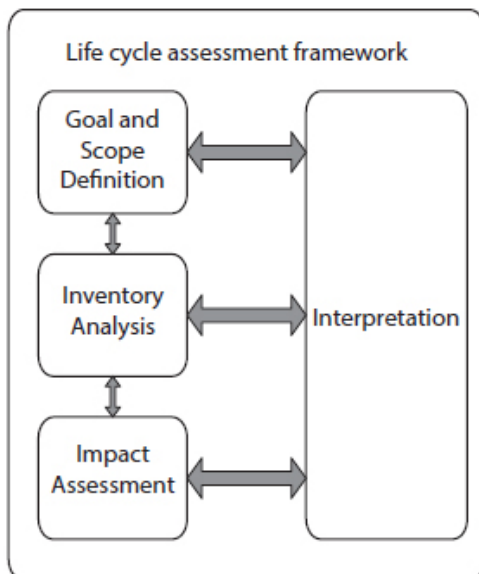 Life cycle assessment framework
Goal and
Scope
Definition
Inventory
Analysis
Interpretation
Impact
Assessment